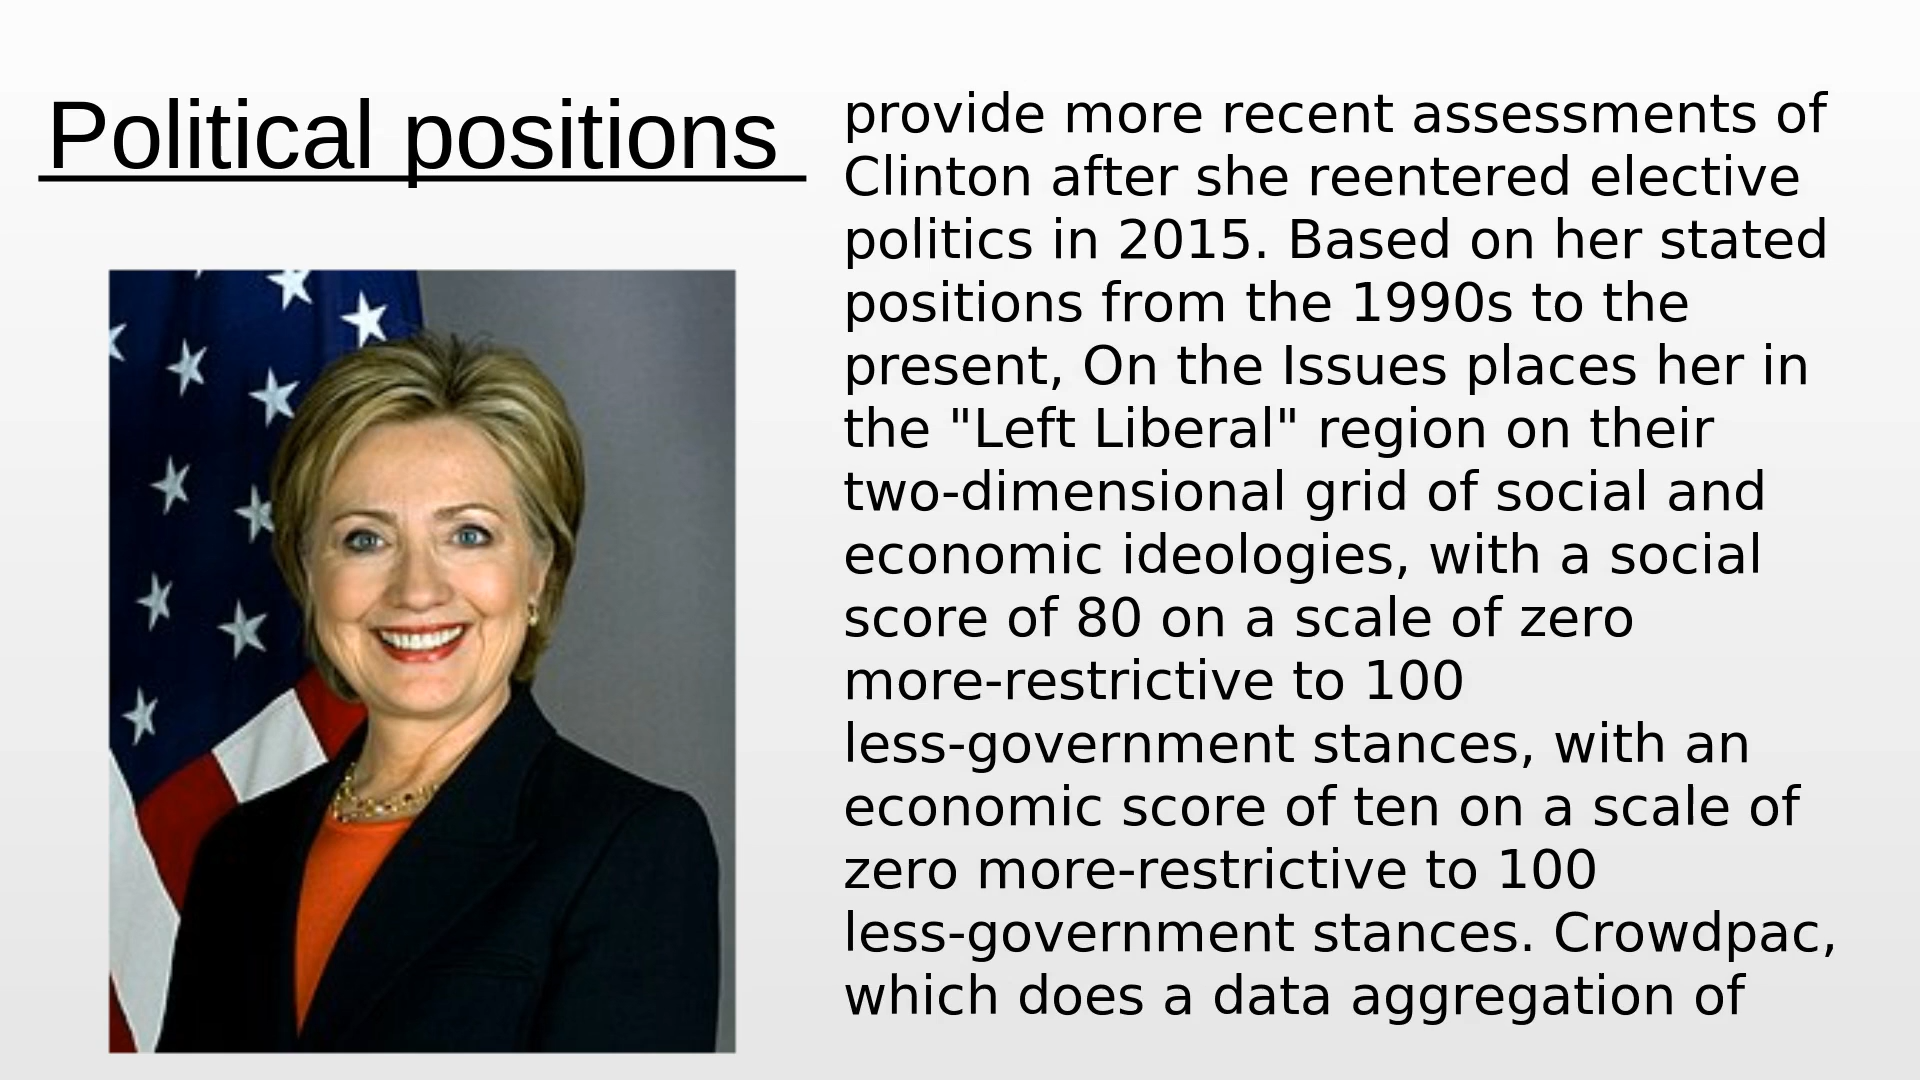 Political positions
provide more recent assessments of
Clinton after she reentered elective
politics in 2015. Based on her stated
positions from the 1990s to the
present, On the Issues places her in
the "Left Liberal" region on their
two-dimensional grid of social and
economic ideologies, with a social
score of 80 on a scale of zero
more-restrictive to 100
less-government stances, with an
economic score of ten on a scale of
zero more-restrictive to 100
less-government stances. Crowdpac,
which does a data aggregation of